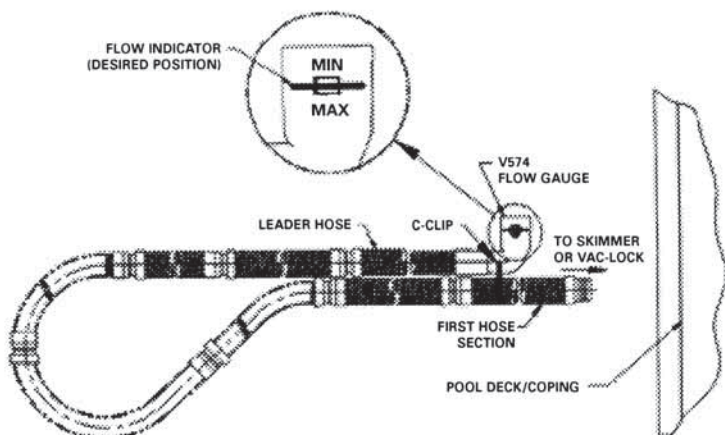 FLOW INDICATOR
(DESIRED POSITION)
MIN
MAX
V574
FLOW GAUGE
LEADER HOSE
C-CLIP
TO SKIMMER
OR VAC-LOCK
FIRST HOSE
SECTION
POOL DECK/COPING